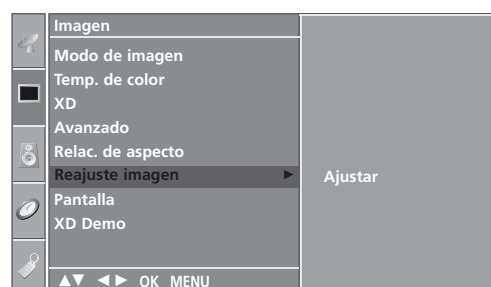 Imagen
Modo de imagen
Temp. de color
XD
Avanzado
Relac. de aspecto
Reajuste imagen ► Ajustar
Pantalla
XD Demo
▲▼ ◄► OK MENU